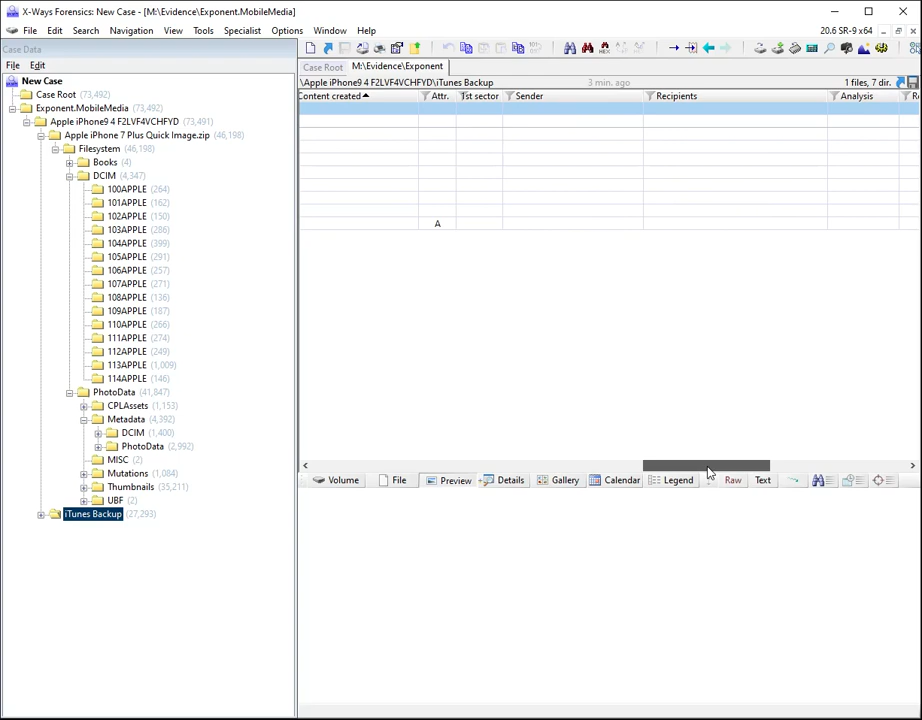 X-Ways Forensics: New Case - [M:\Evidence\Exponent.MobileMedia]
File Edit Search Navigation View Tools Specialist Options Window Help 20.6 SR-9 x64
Case Data
File Edit
New Case
Case Root (73,492)
Exponent.MobileMedia (73,492)
Apple iPhone9 4 F2LVF4VCHFYD (73,491)
Apple iPhone 7 Plus Quick Image.zip (46,198)
Filesystem (46,198)
Books (4)
DCIM (4,347)
100APPLE (264)
101APPLE (162)
102APPLE (150)
103APPLE (286)
104APPLE (399)
105APPLE (291)
106APPLE (257)
107APPLE (271)
108APPLE (136)
109APPLE (187)
110APPLE (266)
111APPLE (274)
112APPLE (249)
113APPLE (1,009)
114APPLE (146)
PhotoData (41,847)
CPLAssets (1,153)
Metadata (4,392)
DCIM (1,400)
PhotoData (2,992)
MISC (2)
Mutations (1,084)
Thumbnails (35,211)
UBF (2)
iTunes Backup (27,293)
Case Root M:\Evidence\Exponent
\Apple iPhone9 4 F2LVF4VCHFYD\iTunes Backup 3 min. ago 1 files, 7 dir.
Content created Attr. 1st sector Sender Recipients Analysis
A
Volume File Preview Details Gallery Calendar Legend Raw Text